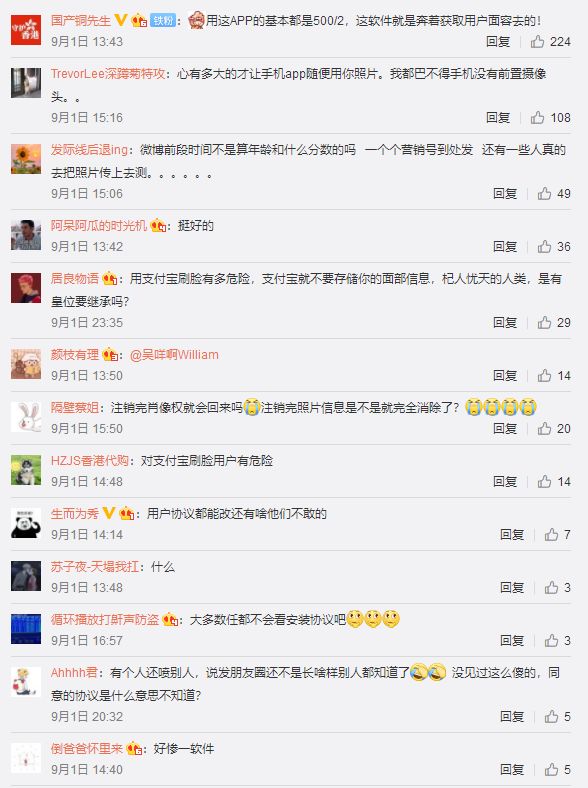 国产铜先生 铁粉：用这APP的基本都是500/2，这软件就是奔着获取用户面容去的！
9月1日 13:43 回复 224
TrevorLee深蹲菊特攻：心有多大的才让手机app随便用你照片。我都巴不得手机没有前置摄像
头。。
9月1日 15:16 回复 108
发际线后退ing：微博前段时间不是算年龄和什么分数的吗 一个个营销号到处发 还有一些人真的
去把照片传上去测。。。。。。
9月1日 15:06 回复 49
阿呆阿瓜的时光机：挺好的
9月1日 13:42 回复 36
居良物语：用支付宝刷脸有多危险，支付宝就不要存储你的面部信息，杞人忧天的人类，是有
皇位要继承吗？
9月1日 23:35 回复 29
颜枝有理：@吴咩啊William
9月1日 13:50 回复 14
隔壁蔡姐：注销完肖像权就会回来吗注销完照片信息是不是就完全消除了？
9月1日 15:50 回复 20
HZJS香港代购：对支付宝刷脸用户有危险
9月1日 14:48 回复 14
生而为秀：用户协议都能改还有啥他们不敢的
9月1日 14:14 回复 7
苏子夜-天塌我扛：什么
9月1日 13:48 回复 3
循环播放打鼾声防盗：大多数任都不会看安装协议吧
9月1日 16:57 回复 3
Ahhhh君：有个人还喷别人，说发朋友圈还不是长啥样别人都知道了 没见过这么傻的，同
意的协议是什么意思不知道？
9月1日 20:32 回复 5
倒爸爸怀里来：好惨一软件
9月1日 14:40 回复 5